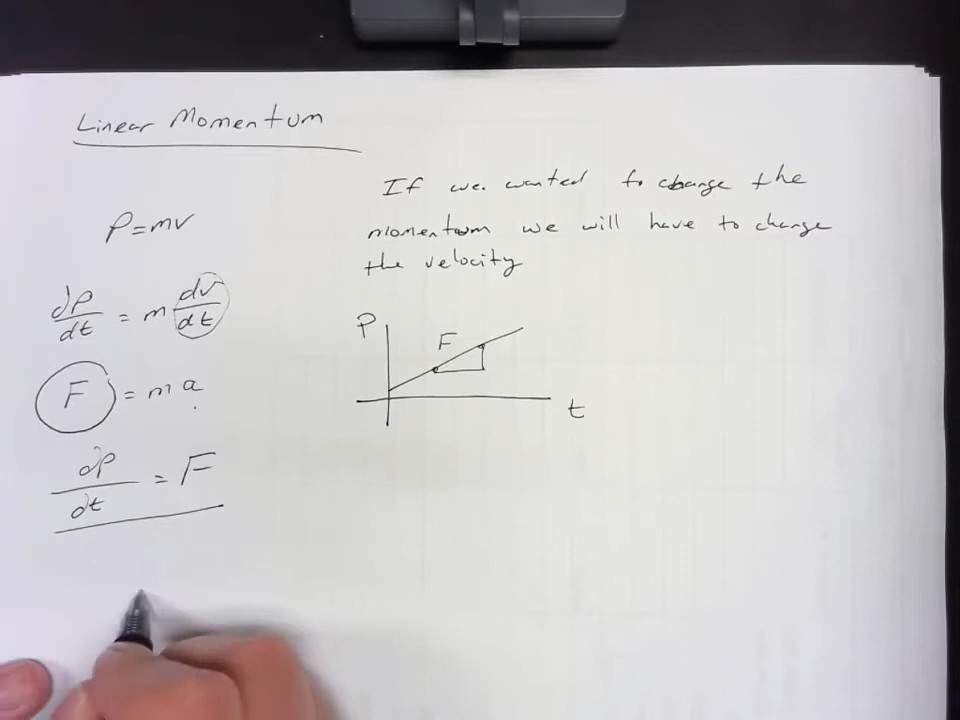 Linear Momentum
P = mv
dP/dt = m dv/dt
F = ma
dP/dt = F
If we wanted to change the
momentum we will have to change
the velocity
P
F
t